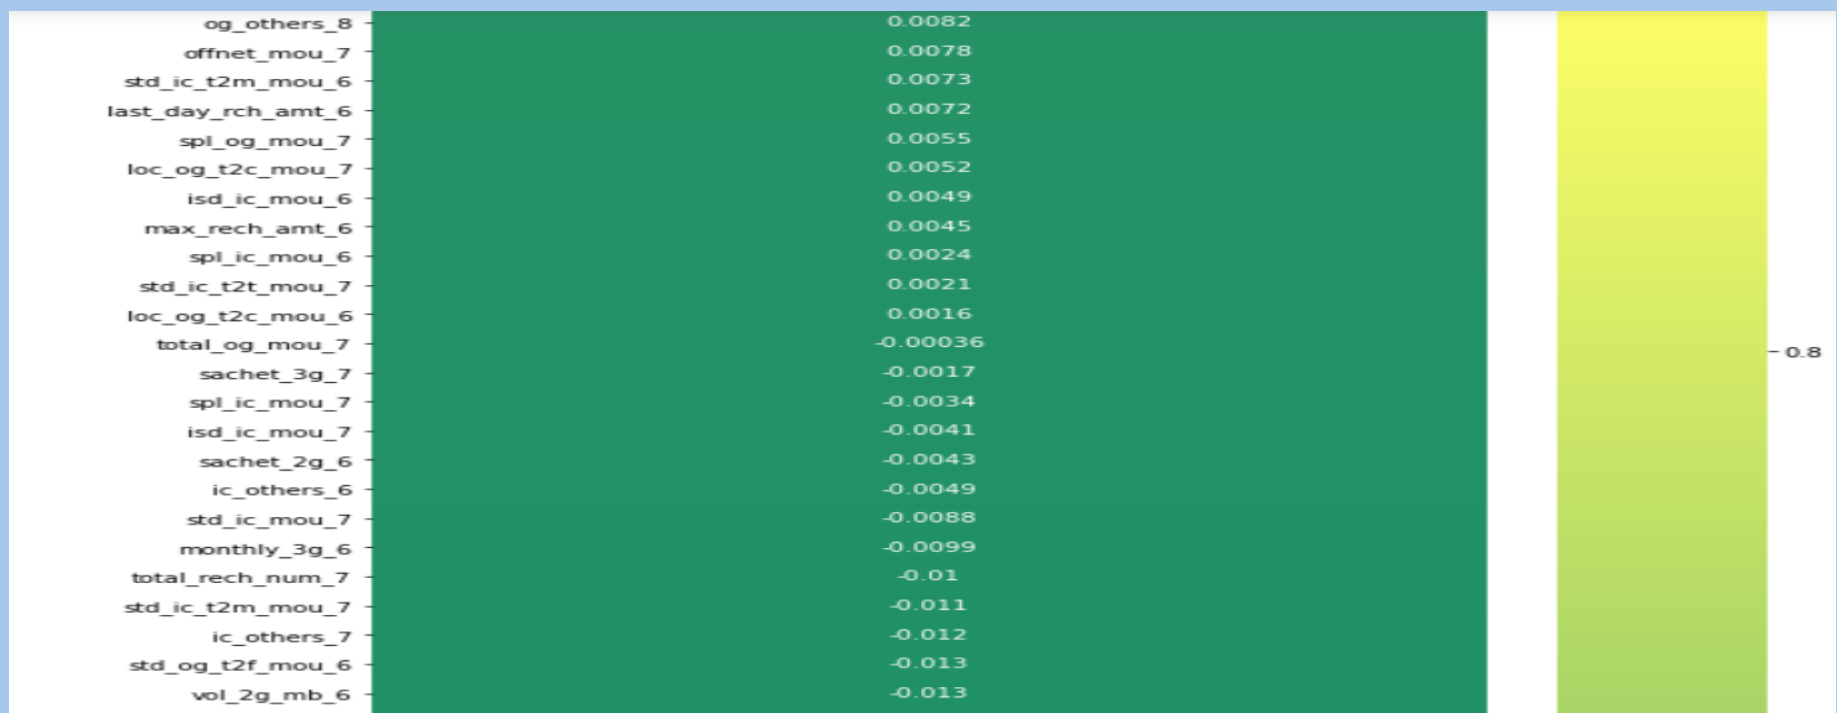 og_others_8 0.0082
offnet_mou_7 0.0078
std_ic_t2m_mou_6 0.0073
last_day_rch_amt_6 0.0072
spl_og_mou_7 0.0055
loc_og_t2c_mou_7 0.0052
isd_ic_mou_6 0.0049
max_rech_amt_6 0.0045
spl_ic_mou_6 0.0024
std_ic_t2t_mou_7 0.0021
loc_og_t2c_mou_6 0.0016
total_og_mou_7 -0.00036
0.8
sachet_3g_7 -0.0017
spl_ic_mou_7 -0.0034
isd_ic_mou_7 -0.0041
sachet_2g_6 -0.0043
ic_others_6 -0.0049
std_ic_mou_7 -0.0088
monthly_3g_6 -0.0099
total_rech_num_7 -0.01
std_ic_t2m_mou_7 -0.011
ic_others_7 -0.012
std_og_t2f_mou_6 -0.013
vol_2g_mb_6 -0.013